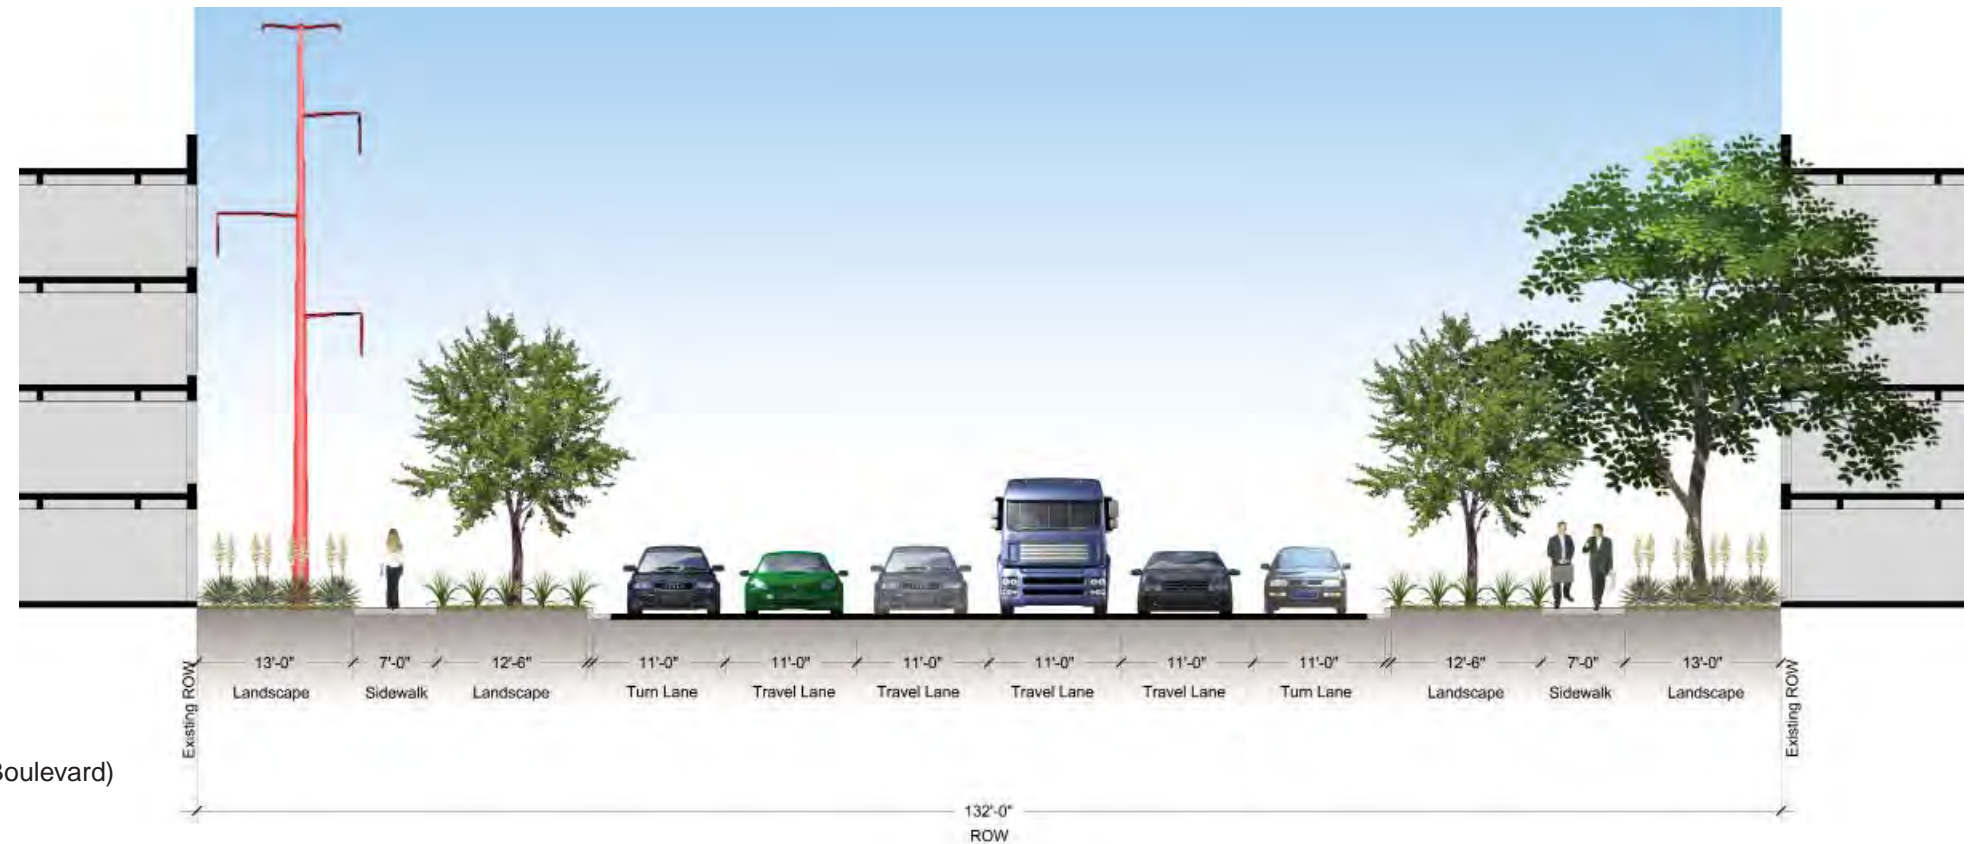 13'-0" 7'-0" 12'-6" 11'-0" 11'-0" 11'-0" 11'-0" 11'-0" 11'-0" 12'-6" 7'-0" 13'-0"
Landscape Sidewalk Landscape Turn Lane Travel Lane Travel Lane Travel Lane Travel Lane Turn Lane Landscape Sidewalk Landscape
Existing ROW
Existing ROW
Boulevard)
132'-0"
ROW